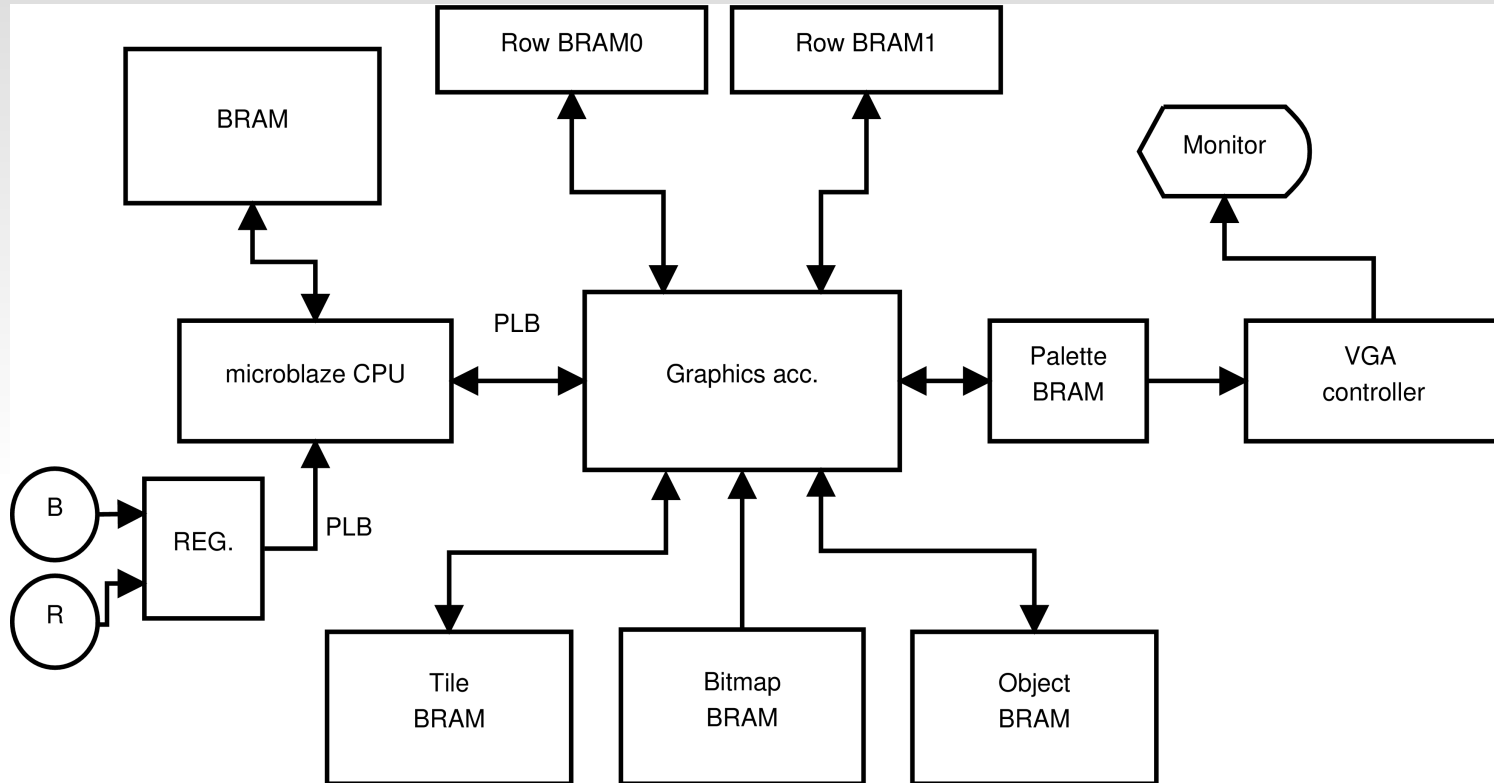 Row BRAM0
Row BRAM1
BRAM
Monitor
PLB
microblaze CPU
Graphics acc.
Palette
BRAM
VGA
controller
B
REG.
PLB
R
Tile
BRAM
Bitmap
BRAM
Object
BRAM